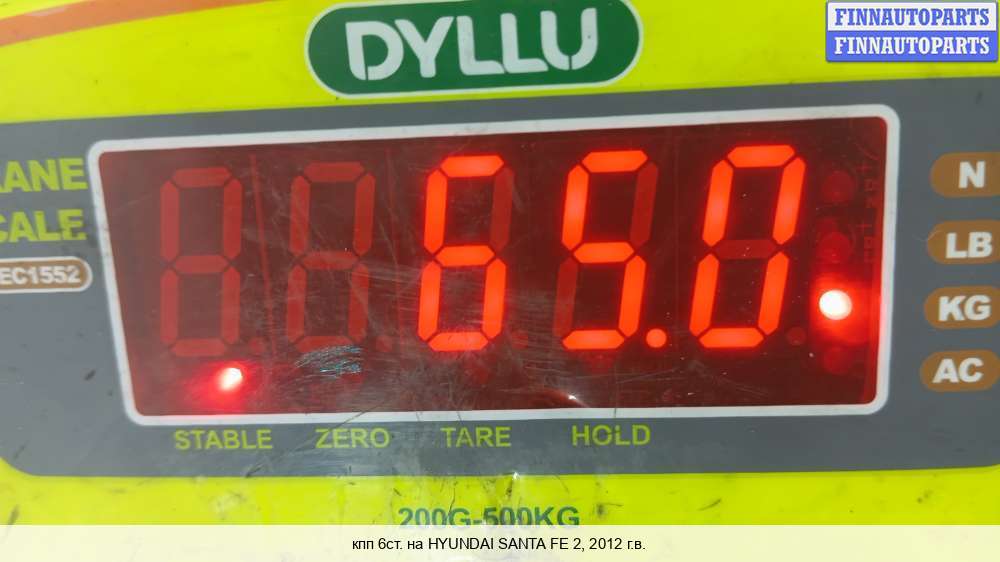 FINNAUTOPARTS
FINNAUTOPARTS
DYLLU
ANE
CALE
EC1552
65.0
N
LB
KG
AC
STABLE ZERO TARE HOLD
200G-500KG
кпп 6ст. на HYUNDAI SANTA FE 2, 2012 г.в.